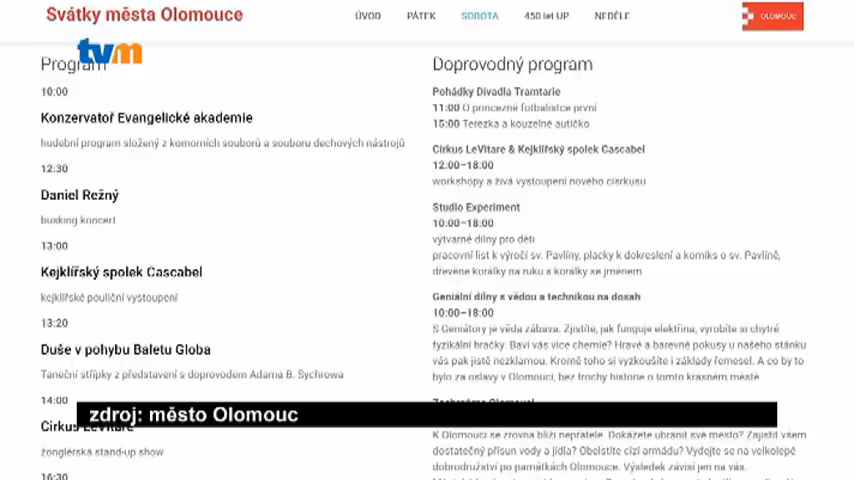 Svátky města Olomouce
ÚVOD
PÁTEK
SOBOTA
450 let UP
NEDĚLE
OLOMOUC
tvm
Program
10:00
Konzervatoř Evangelické akademie
hudební program složený z komorních souborů a souboru dechových nástrojů
12:30
Daniel Režný
busking koncert
13:00
Kejklířský spolek Cascabel
kejklířské pouliční vystoupení
13:20
Duše v pohybu Baletu Globa
Taneční střípky z představení s doprovodem Adama B. Sychrowa
14:00
Cirkus LeVitare
žonglérská stand-up show
16:30
Doprovodný program
Pohádky Divadla Tramtarie
11:00 O princezně fotbalistce první
15:00 Terezka a kouzelné autíčko
Cirkus LeVitare & Kejklířský spolek Cascabel
12:00–18:00
workshopy a živá vystoupení nového cisrkusu
Studio Experiment
10:00–18:00
výtvarné dílny pro děti
pracovní list k výročí sv. Pavlíny, placky k dokreslení a komiks o sv. Pavlíně,
dřevěné korálky na ruku s korálky se jménem
Geniální dílny s vědou a technikou na dosah
10:00–18:00
S Geniátory je věda zábava. Zjistíte, jak funguje elektřina, vyrobíte si chytré
fyzikální hračky. Baví vás více chemie? Hravé a barevné pokusy u našeho stánku
vás pak jistě nezklamou. Kromě toho si vyzkoušíte i základy řemesel. A co by to
bylo za oslavy v Olomouci, bez trochy historie o tomto krásném městě
K Olomouci se zrovna blíží nepřátelé. Dokážete ubránit své město? Zajistit všem
dostatečný přísun vody a jídla? Obelstíte cizí armádu? Vydejte se na velkolepé
dobrodružství po památkách Olomouce. Výsledek závisí jen na vás.
zdroj: město Olomouc